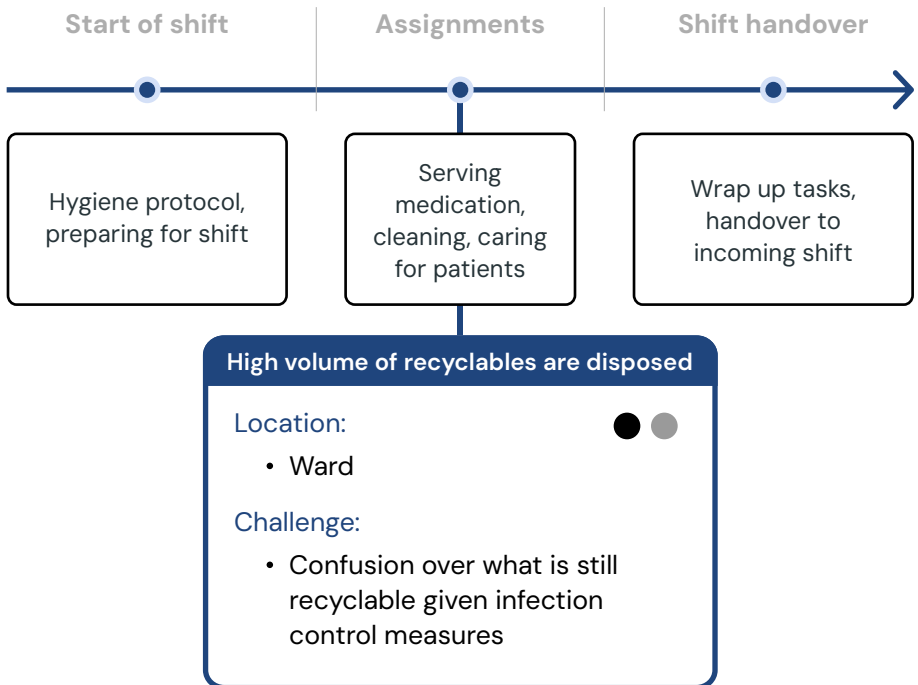 Start of shift
Assignments
Shift handover
Hygiene protocol,
preparing for shift
Serving
medication,
cleaning, caring
for patients
Wrap up tasks,
handover to
incoming shift
High volume of recyclables are disposed
Location:
• Ward
Challenge:
• Confusion over what is still
recyclable given infection
control measures